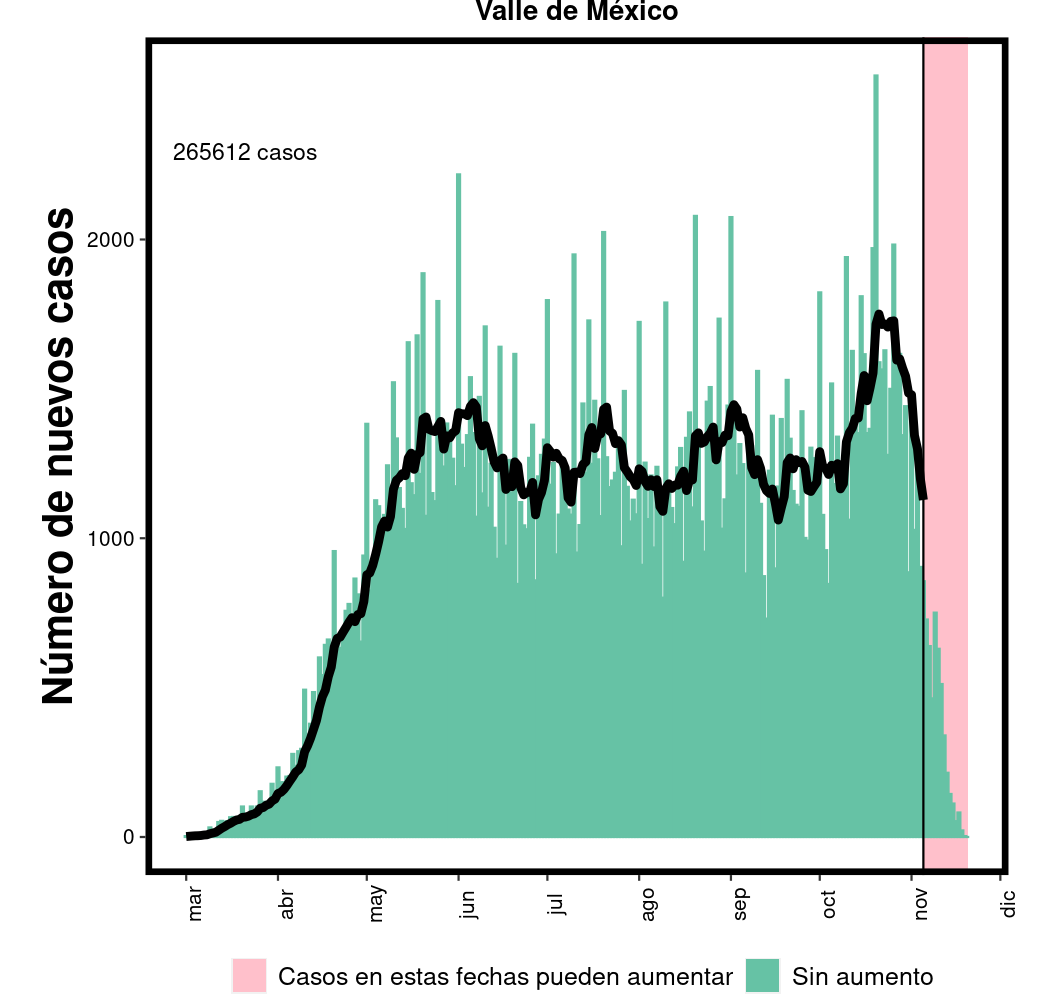 Valle de México
265612 casos
Número de nuevos casos
2000
1000
0
mar
abr
may
jun
jul
ago
sep
oct
nov
dic
Casos en estas fechas pueden aumentar
Sin aumento